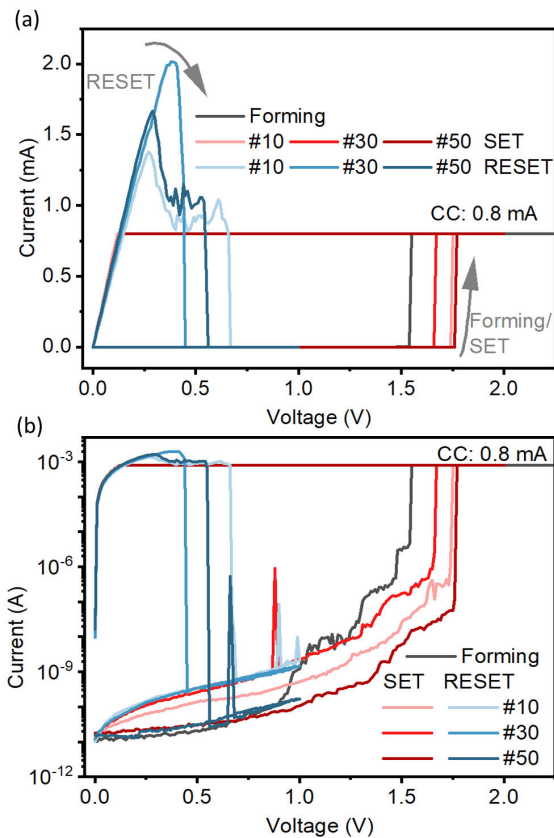 (a)
RESET
Forming
#10 #30 #50 SET
#10 #30 #50 RESET
CC: 0.8 mA
Forming/
SET
2.0
1.5
1.0
0.5
0.0
Current (mA)
0.0 0.5 1.0 1.5 2.0
Voltage (V)
(b)
CC: 0.8 mA
10⁻³
10⁻⁶
10⁻⁹
10⁻¹²
Current (A)
Forming
SET RESET
#10
#30
#50
0.0 0.5 1.0 1.5 2.0
Voltage (V)